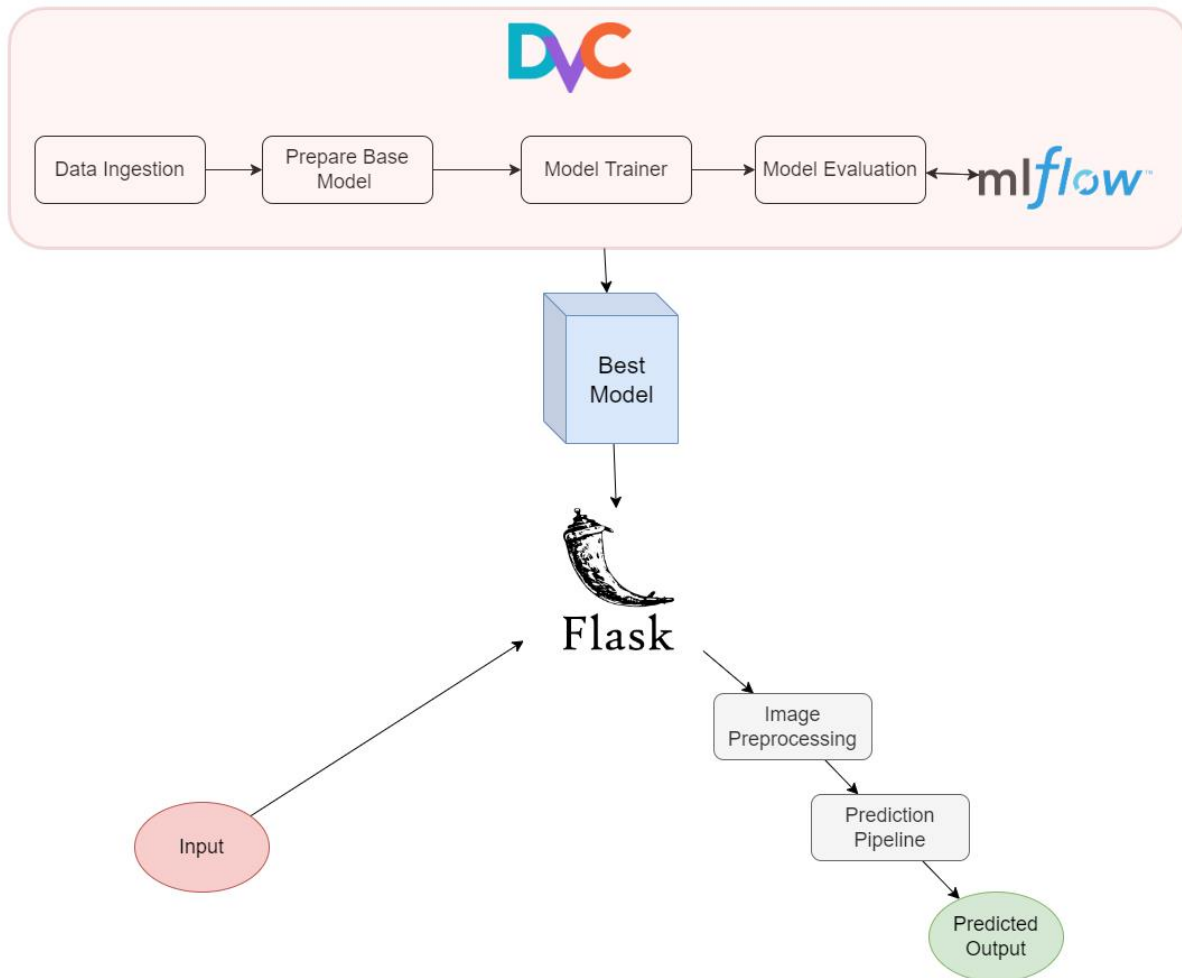 DVC
Data Ingestion
Prepare Base
Model
Model Trainer
Model Evaluation
mlflow™
Best
Model
Flask
Image
Preprocessing
Input
Prediction
Pipeline
Predicted
Output